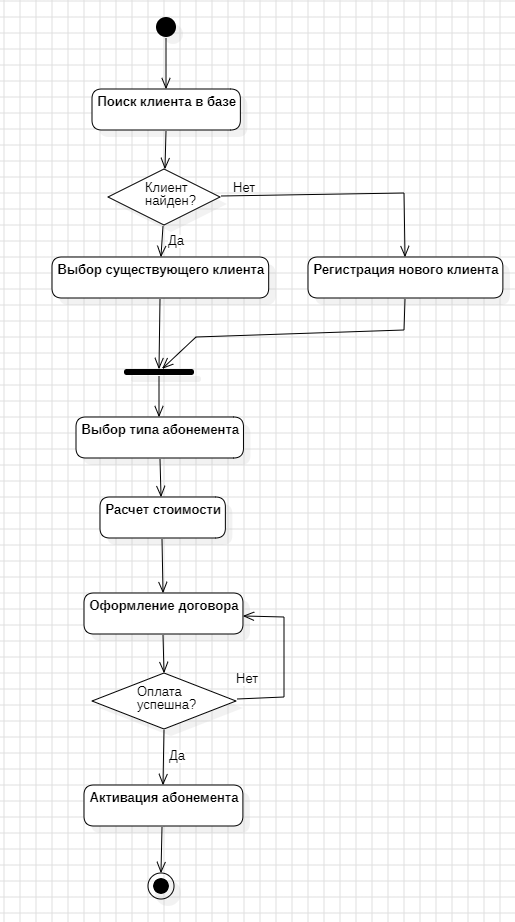 Поиск клиента в базе
Клиент
найден?
Нет
Да
Выбор существующего клиента
Регистрация нового клиента
Выбор типа абонемента
Расчет стоимости
Оформление договора
Оплата
успешна?
Нет
Да
Активация абонемента